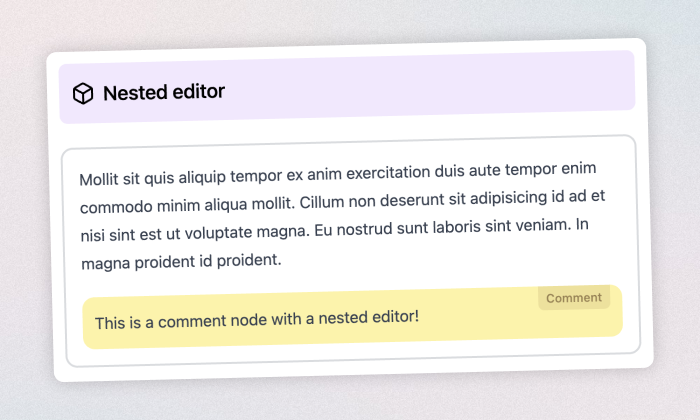 Nested editor
Mollit sit quis aliquip tempor ex anim exercitation duis aute tempor enim
commodo minim aliqua mollit. Cillum non deserunt sit adipisicing id ad et
nisi sint est ut voluptate magna. Eu nostrud sunt laboris sint veniam. In
magna proident id proident.
Comment
This is a comment node with a nested editor!